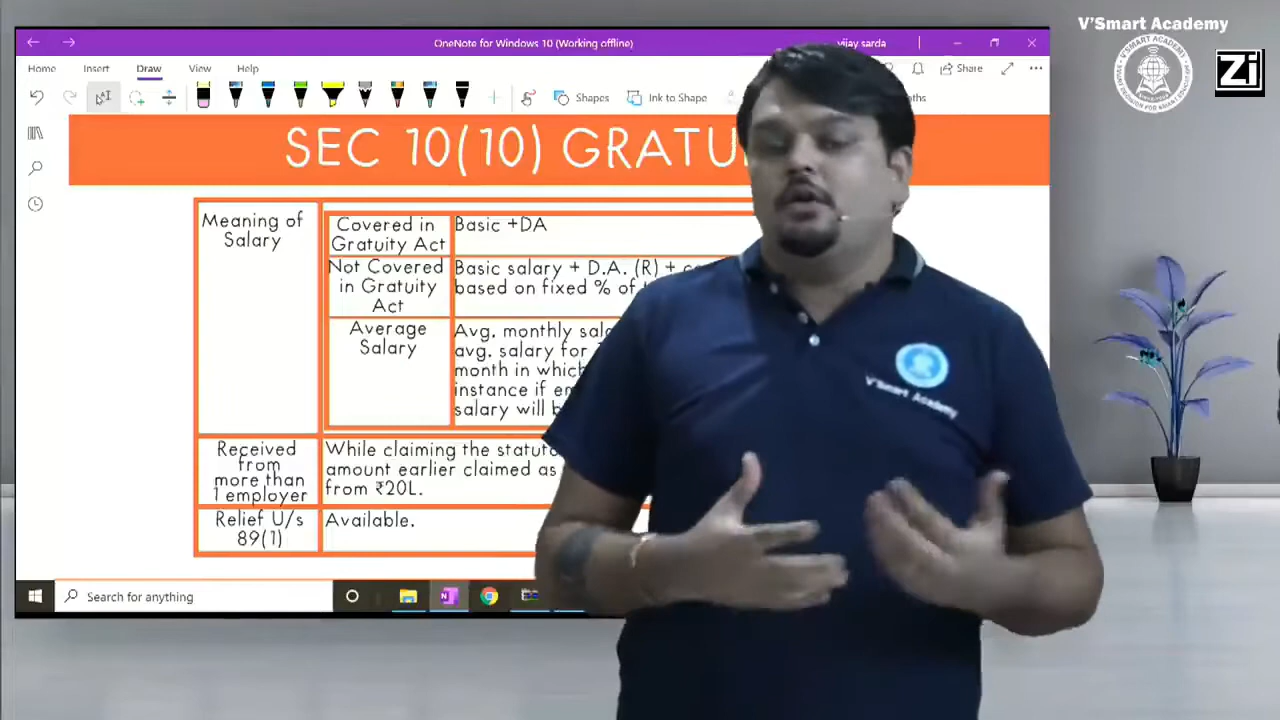 V'Smart Academy
OneNote for Windows 10 (Working offline)
vijay sarda
Home Insert Draw View Help
Share
Shapes
Ink to Shape
SEC 10(10)
Meaning of
Salary
Covered in
Gratuity Act
Basic +DA
Not Covered
in Gratuity
Act
Basic salary + D.A. (R) +
based on fixed % of
Average
Salary
Avg. monthly
avg. salary for
month in which
instance if
salary will
Received
from
more than
1 employer
While claiming the
amount earlier claimed as
from ₹20L.
Relief U/s
89(1)
Available.
Search for anything
Zi
V'Smart Academy